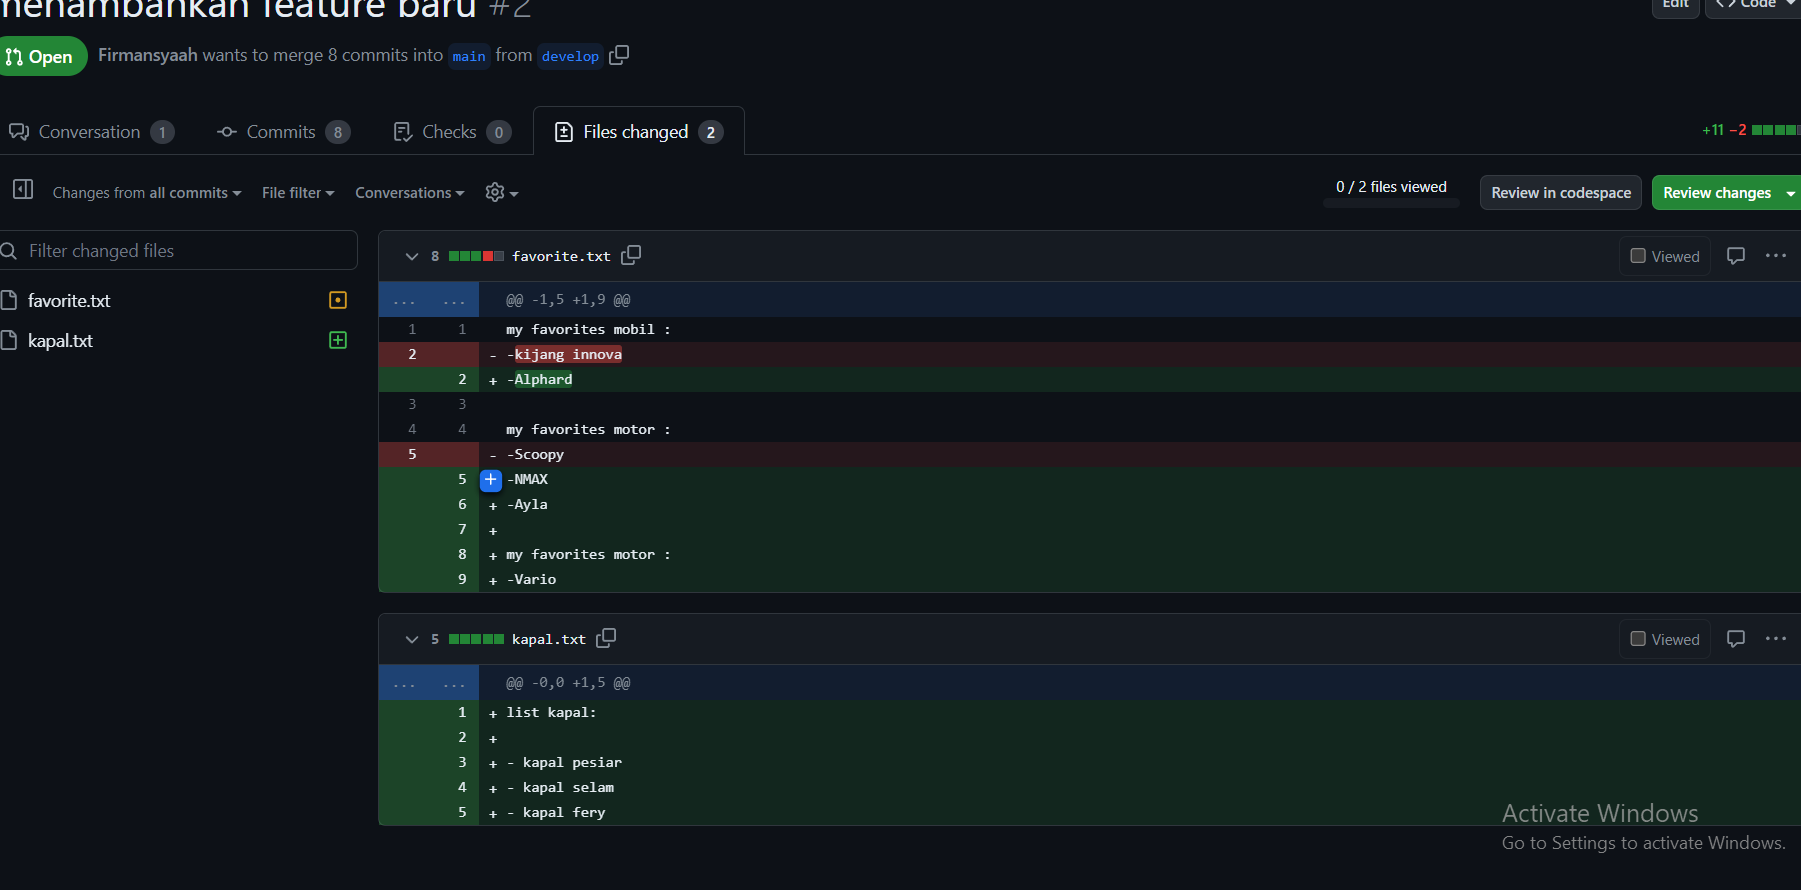 menambahkan feature baru #2
Edit
Code
Open
Firmansyaah wants to merge 8 commits into main from develop
Conversation 1
Commits 8
Checks 0
Files changed 2
+11 −2
Changes from all commits
File filter
Conversations
0 / 2 files viewed
Review in codespace
Review changes
Filter changed files
favorite.txt
kapal.txt
8 favorite.txt
Viewed
... ... @@ -1,5 +1,9 @@
1 1 my favorites mobil :
2 - -kijang innova
2 + -Alphard
3 3
4 4 my favorites motor :
5 - -Scoopy
5 + -NMAX
6 + -Ayla
7 +
8 + my favorites motor :
9 + -Vario
5 kapal.txt
Viewed
... ... @@ -0,0 +1,5 @@
1 + list kapal:
2 +
3 + - kapal pesiar
4 + - kapal selam
5 + - kapal fery
Activate Windows
Go to Settings to activate Windows.